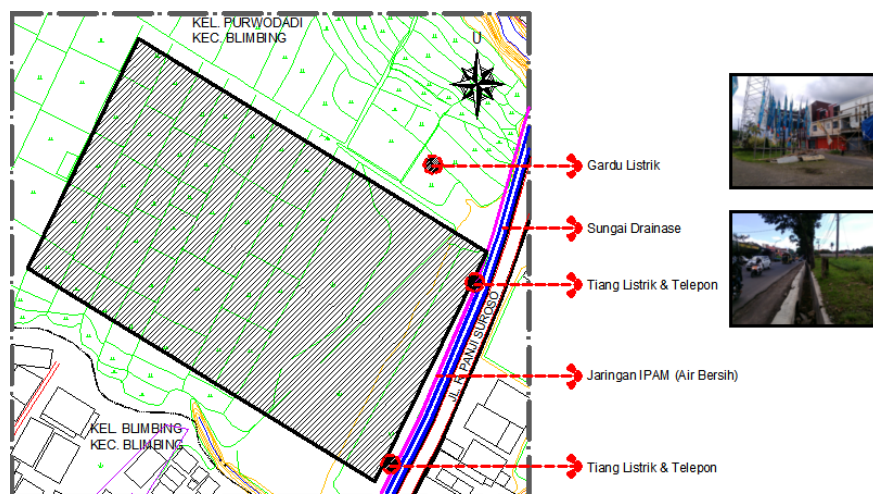 KEL. PURWODADI
KEC. BLIMBING
U
Gardu Listrik
Sungai Drainase
Tiang Listrik & Telepon
JL. R. PANJI SUROSO
Jaringan IPAM (Air Bersih)
KEL. BLIMBING
KEC. BLIMBING
Tiang Listrik & Telepon